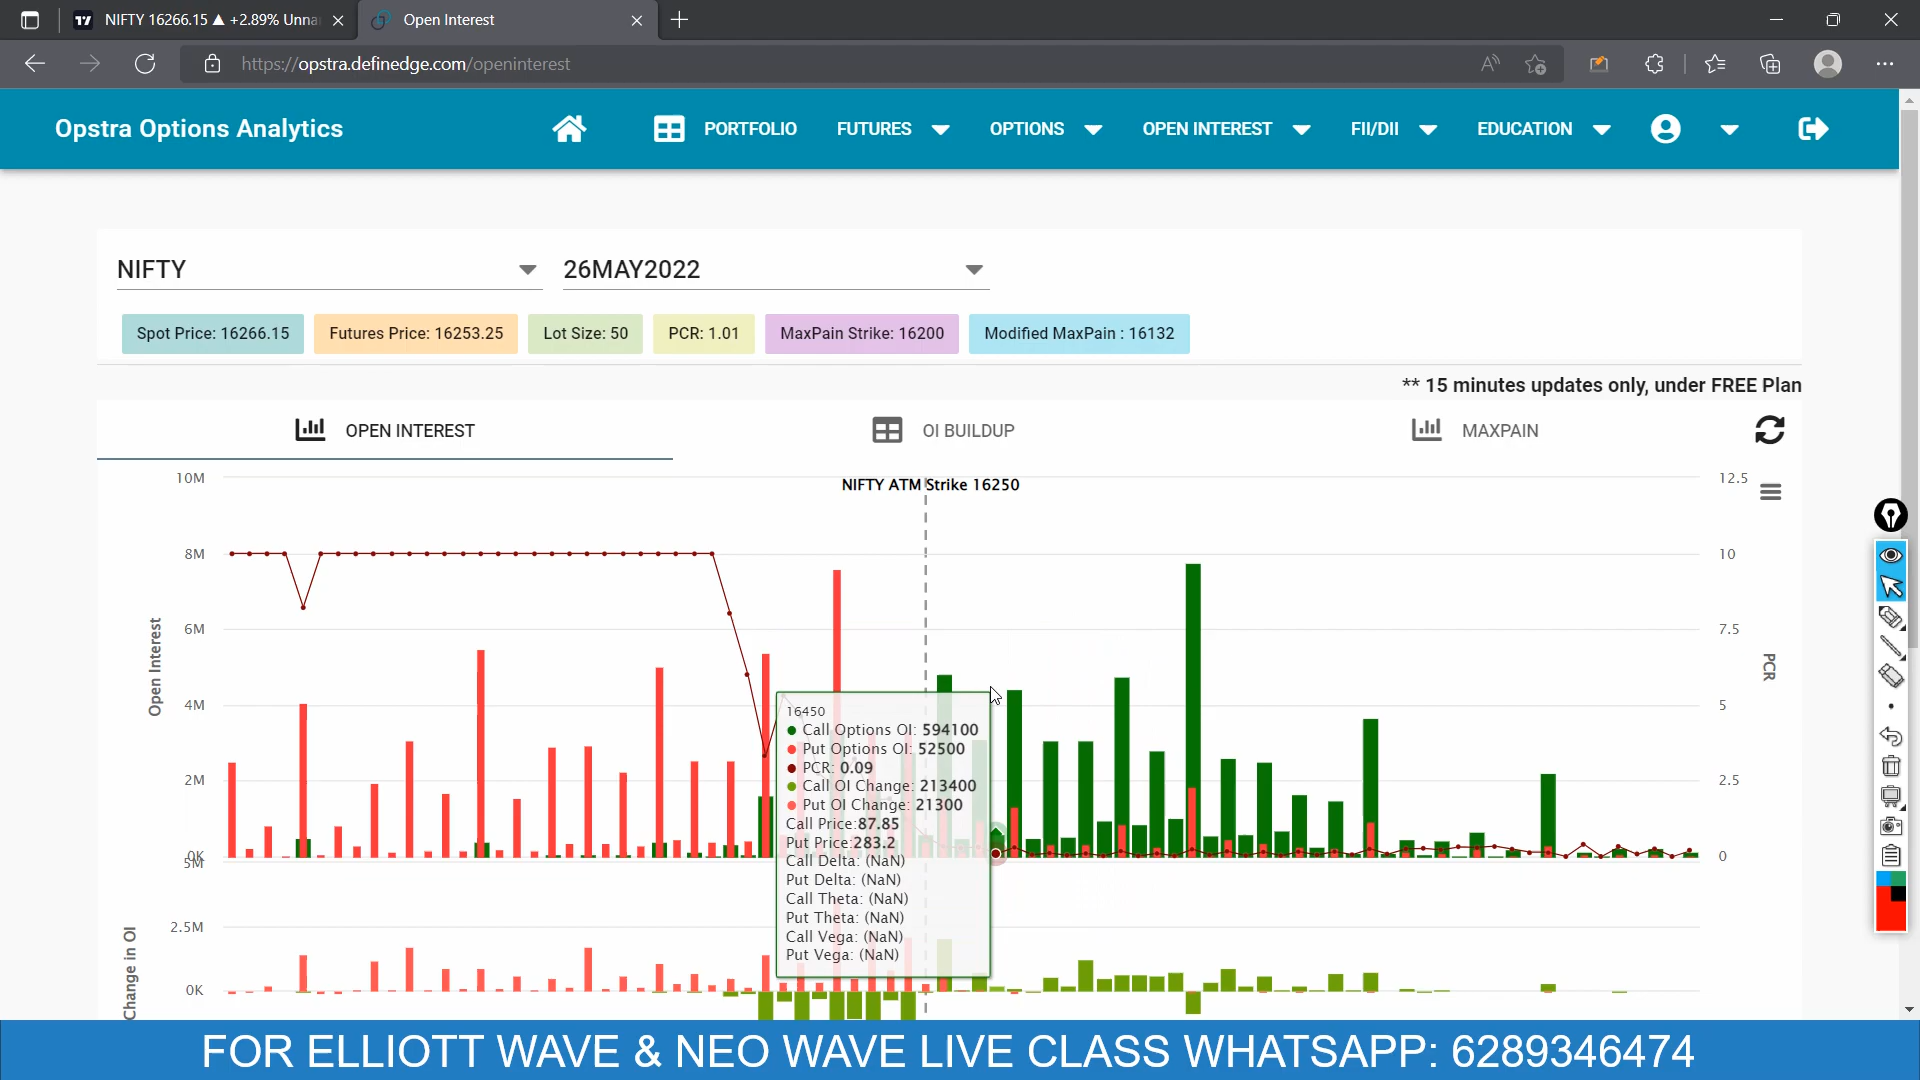 NIFTY 16266.15 ▲ +2.89% Unna
Open Interest
https://opstra.definedge.com/openinterest
Opstra Options Analytics
PORTFOLIO
FUTURES
OPTIONS
OPEN INTEREST
FII/DII
EDUCATION
NIFTY
26MAY2022
Spot Price: 16266.15
Futures Price: 16253.25
Lot Size: 50
PCR: 1.01
MaxPain Strike: 16200
Modified MaxPain : 16132
** 15 minutes updates only, under FREE Plan
OPEN INTEREST
OI BUILDUP
MAXPAIN
NIFTY ATM Strike 16250
10M
8M
6M
4M
2M
0K
Open Interest
12.5
10
7.5
5
2.5
0
PCR
16450
Call Options OI: 594100
Put Options OI: 52500
PCR: 0.09
Call OI Change: 213400
Put OI Change: 21300
Call Price:87.85
Put Price:283.2
Call Delta: (NaN)
Put Delta: (NaN)
Call Theta: (NaN)
Put Theta: (NaN)
Call Vega: (NaN)
Put Vega: (NaN)
5M
2.5M
0K
Change in OI
FOR ELLIOTT WAVE & NEO WAVE LIVE CLASS WHATSAPP: 6289346474